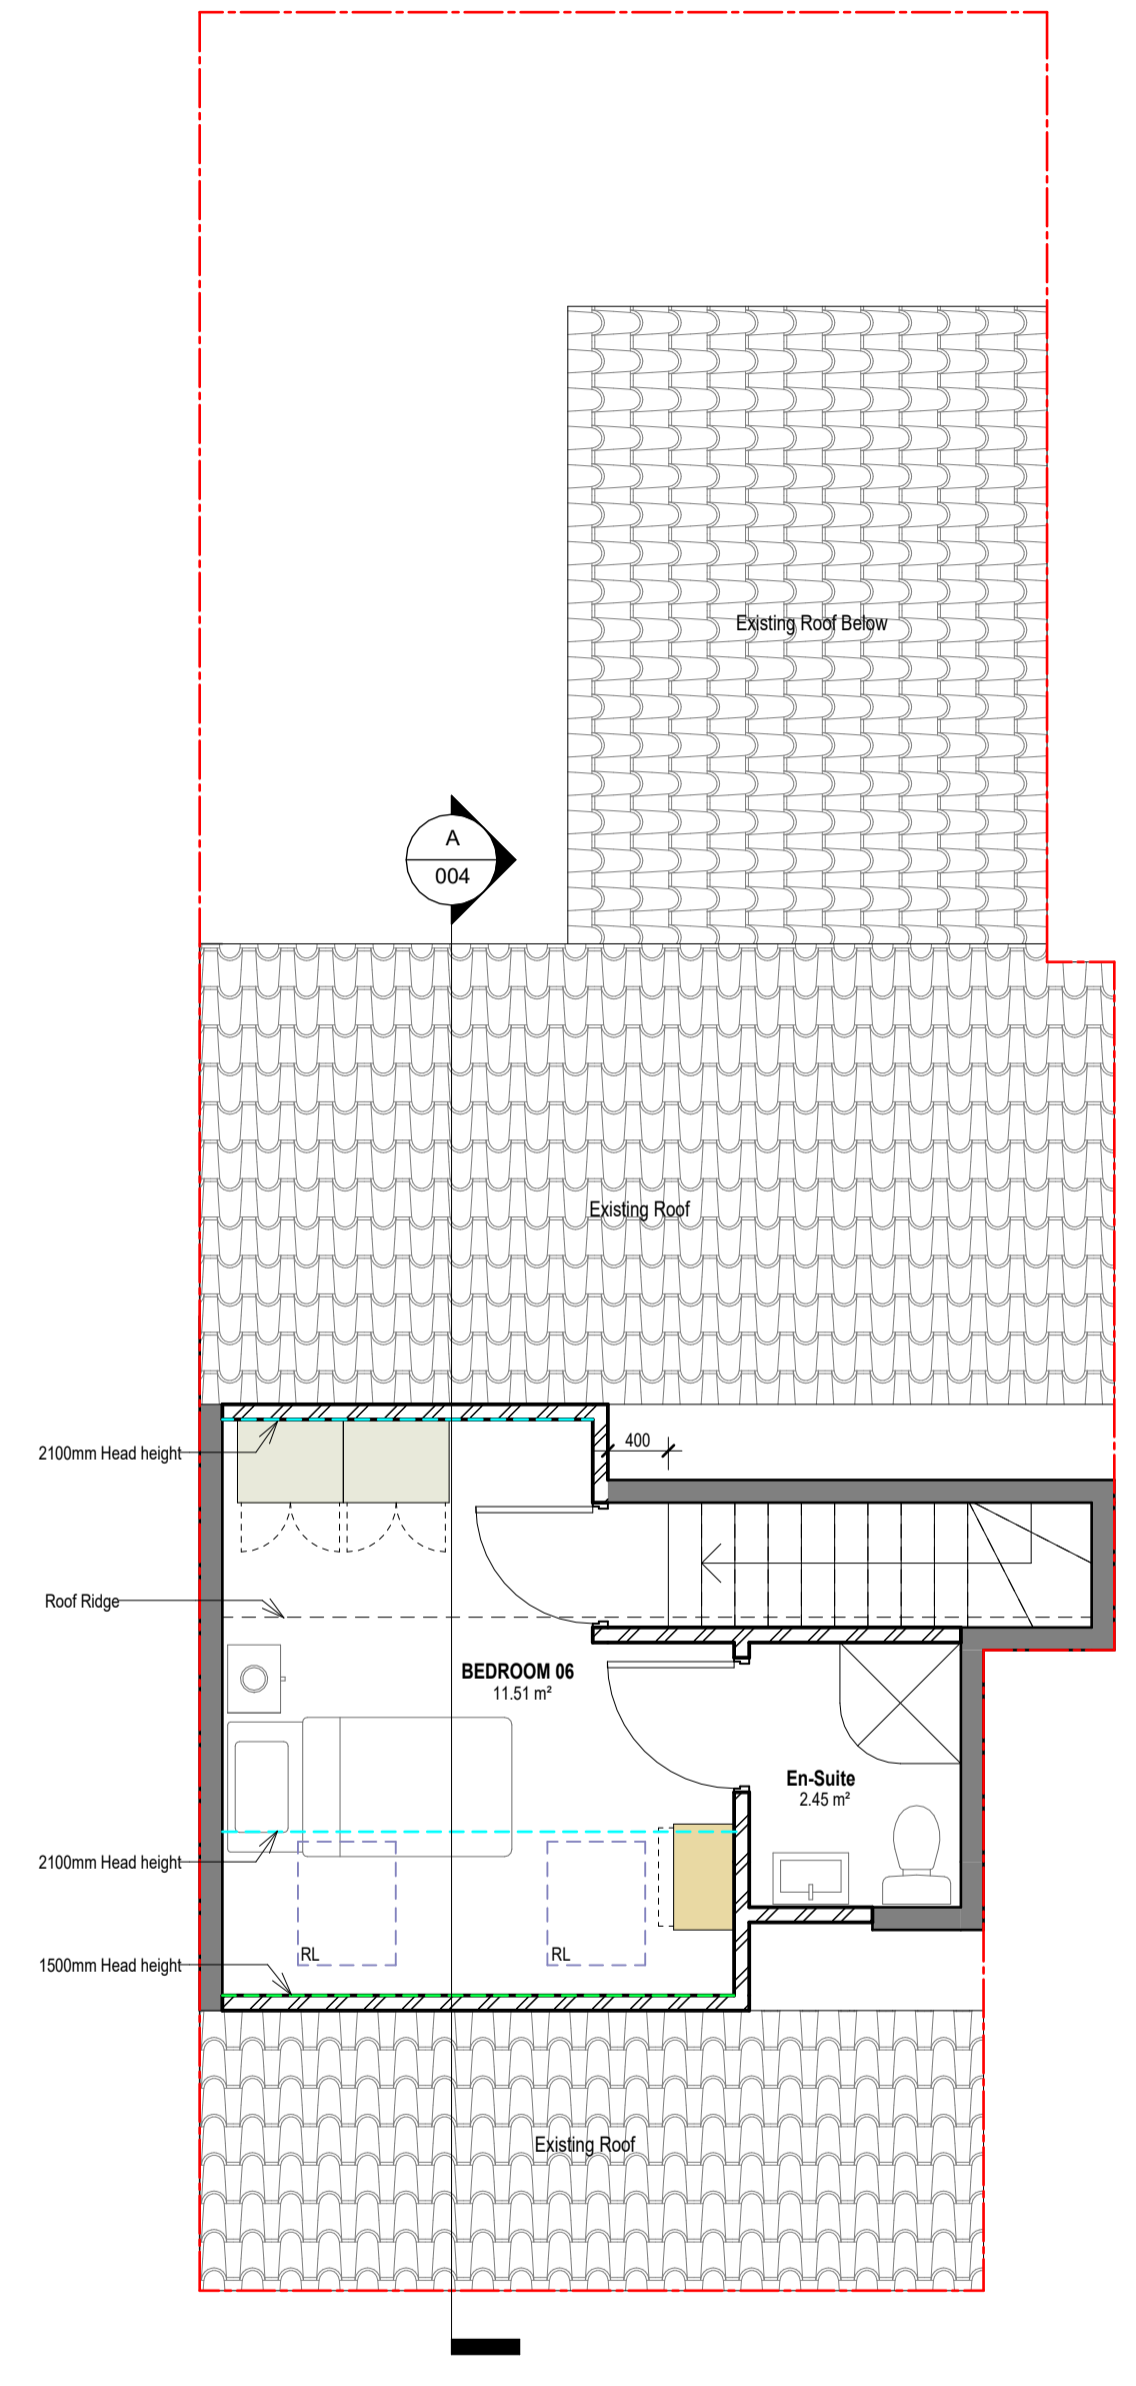 Existing Roof Below
A
004
Existing Roof
400
2100mm Head height
Roof Ridge
BEDROOM 06
11.51 m²
En-Suite
2.45 m²
2100mm Head height
RL
RL
1500mm Head height
Existing Roof